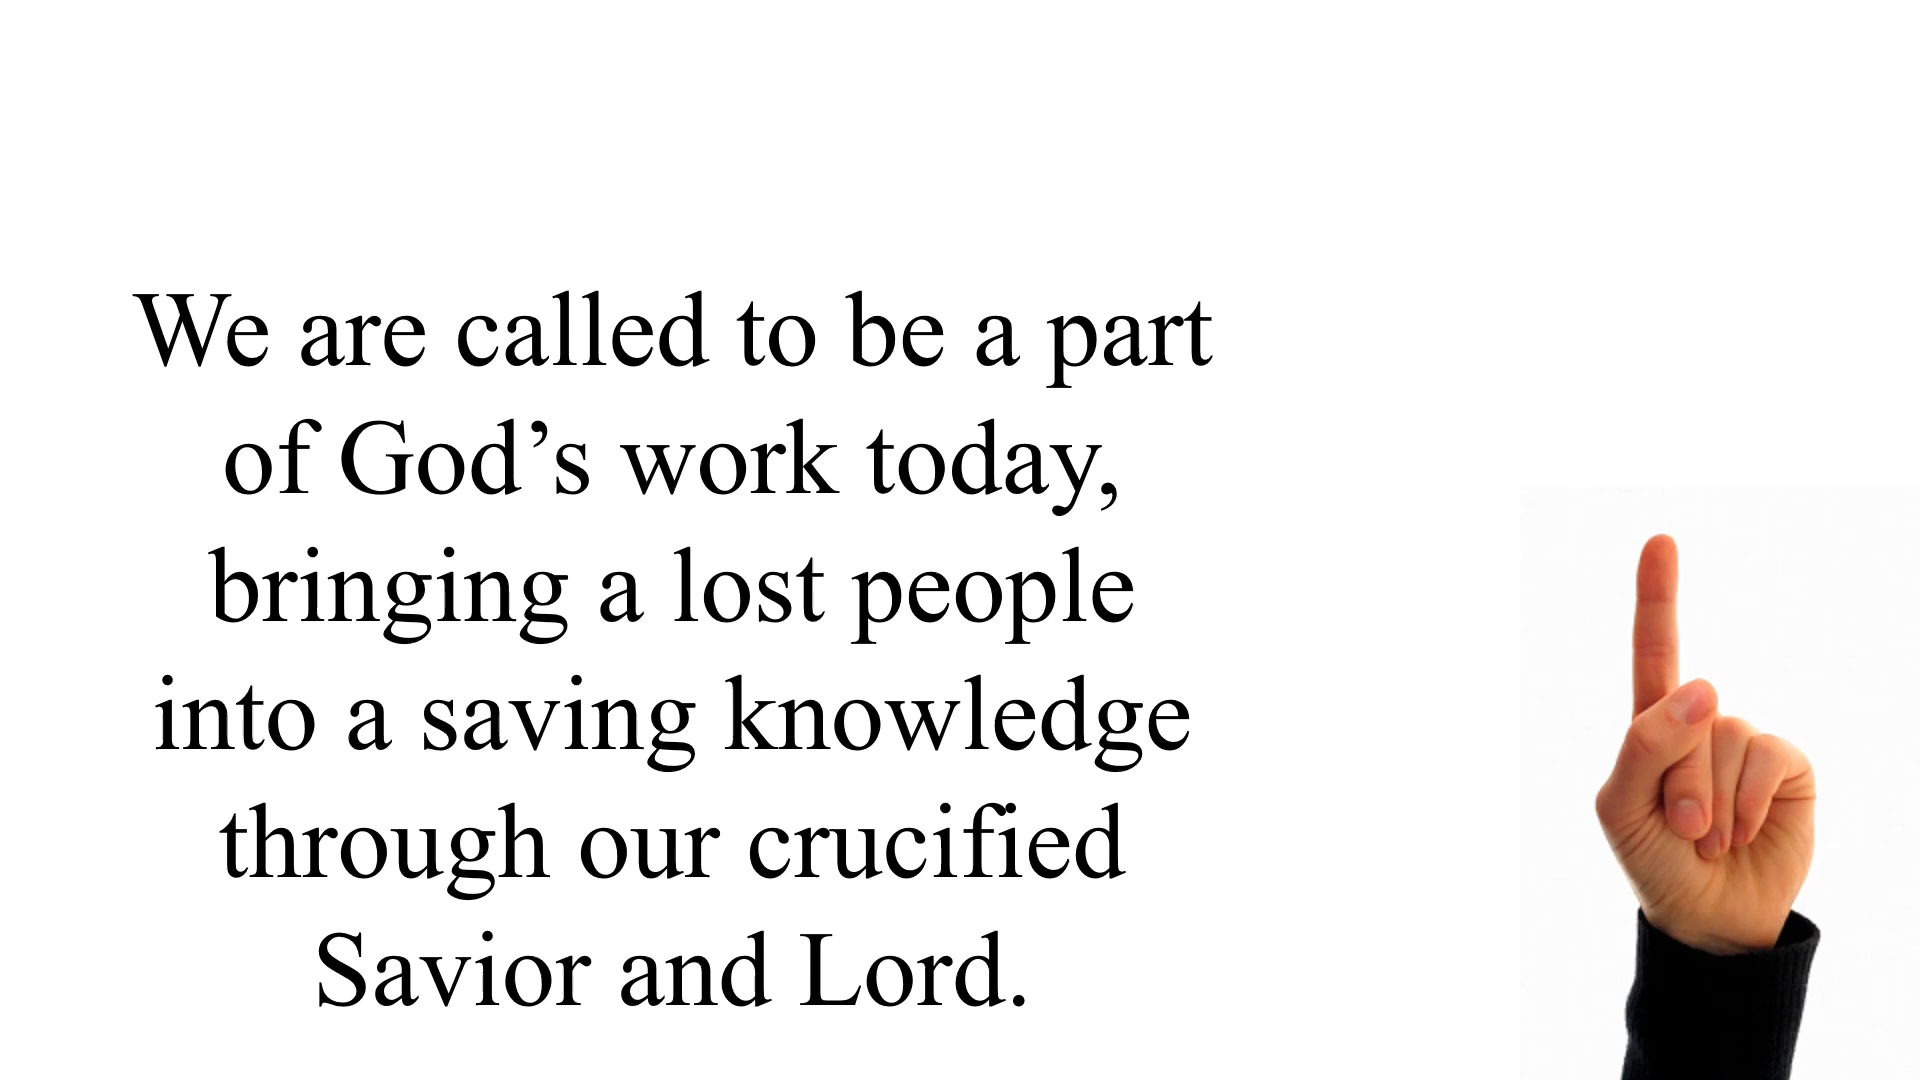 We are called to be a part
of God’s work today,
bringing a lost people
into a saving knowledge
through our crucified
Savior and Lord.